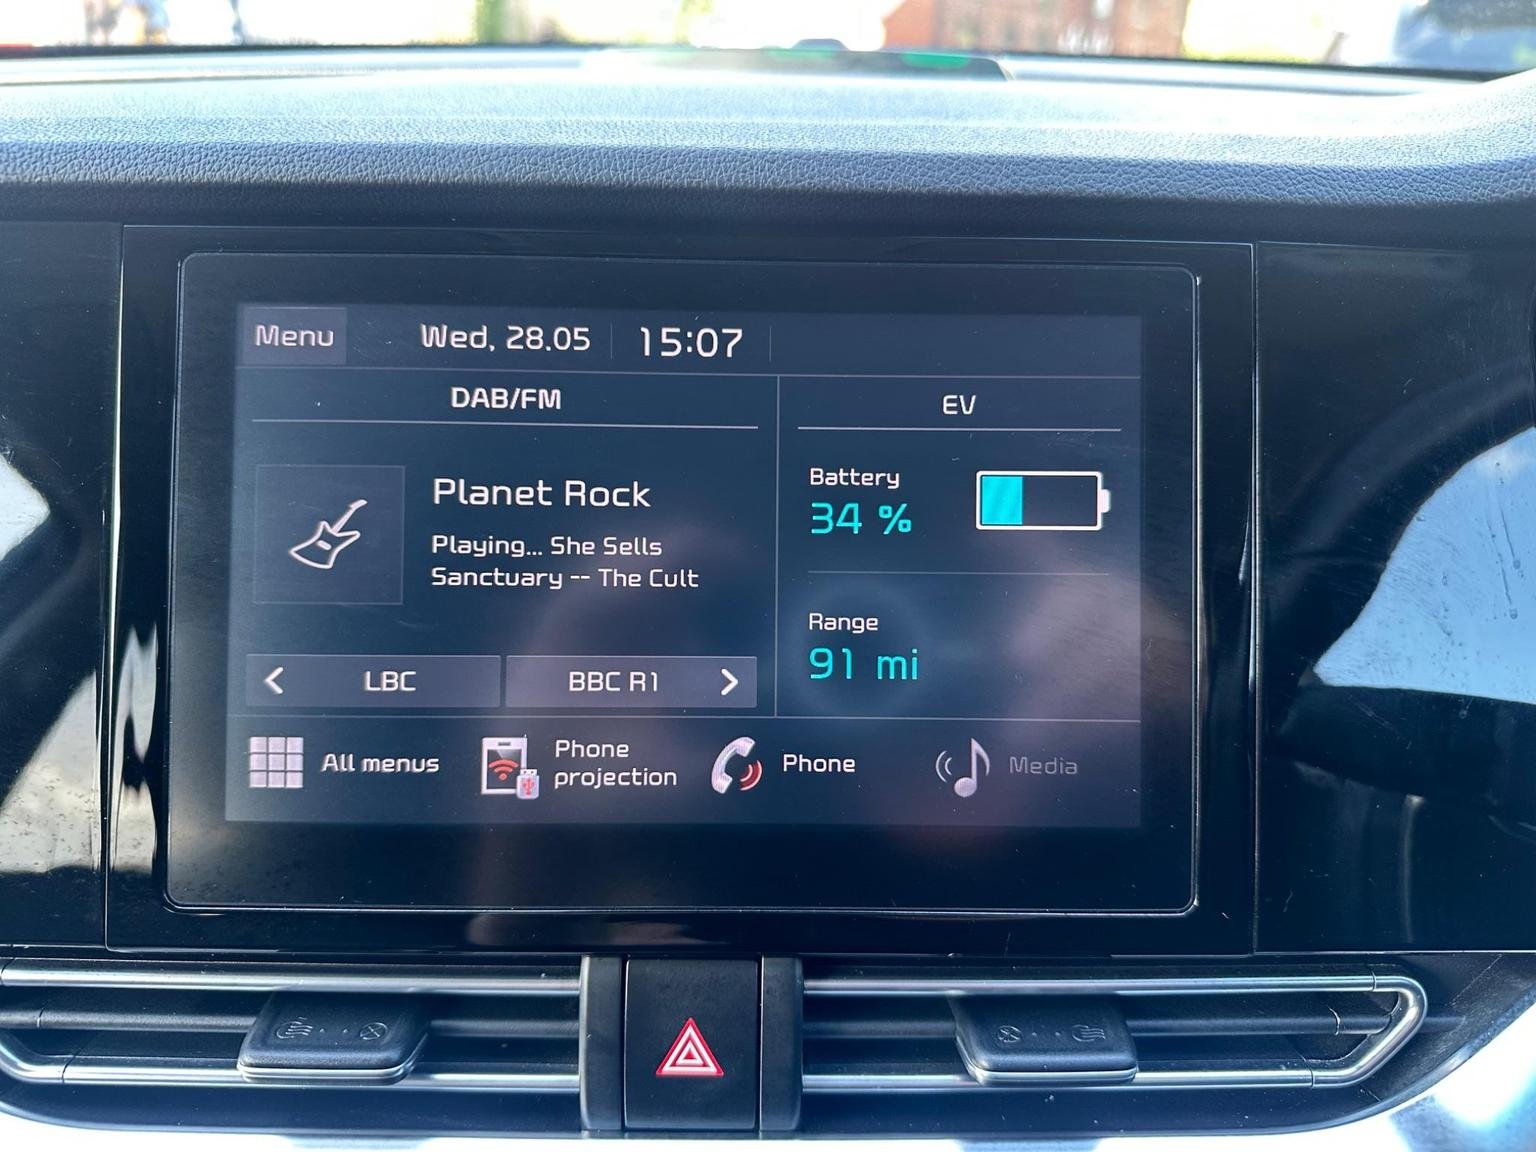 Menu
Wed, 28.05
15:07
DAB/FM
Planet Rock
Playing... She Sells
Sanctuary -- The Cult
LBC
BBC R1
EV
Battery
34 %
Range
91 mi
All menus
Phone
projection
Phone
Media